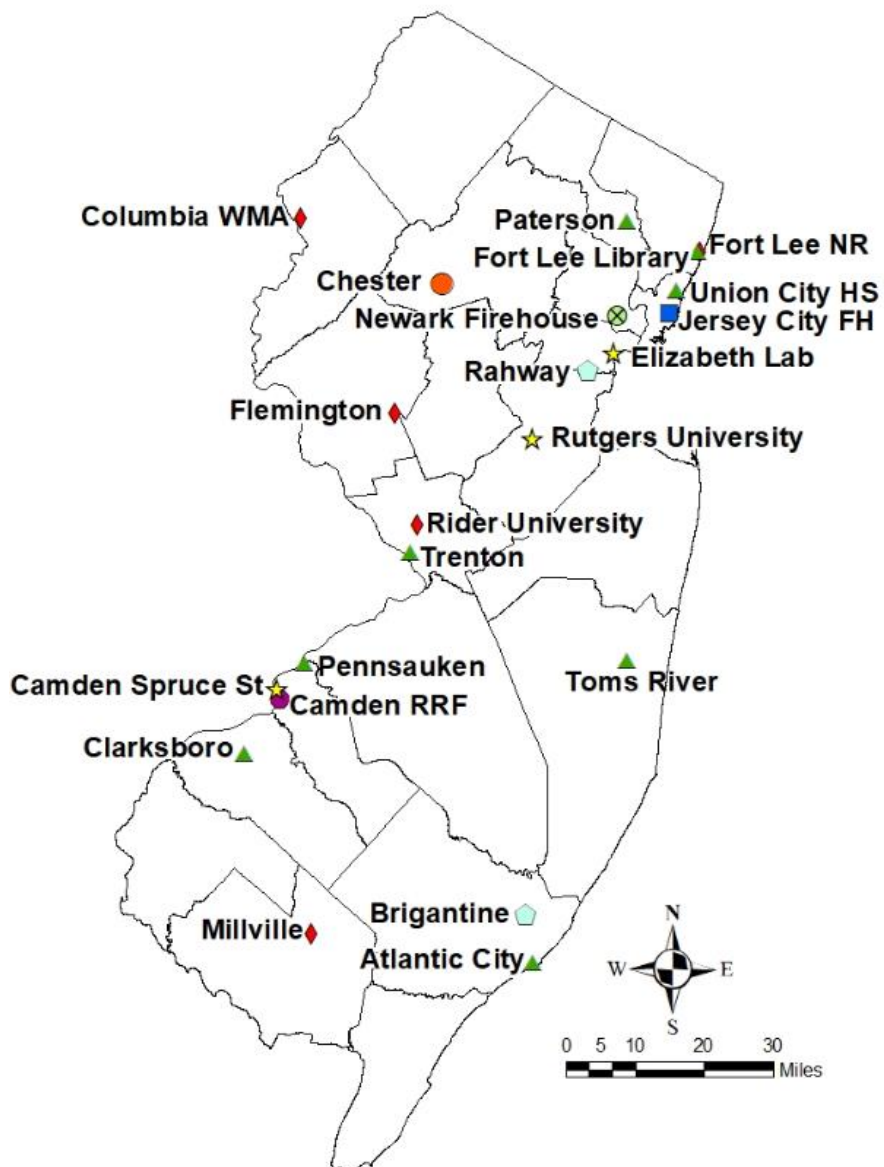 Columbia WMA
Paterson
Fort Lee NR
Fort Lee Library
Chester
Union City HS
Newark Firehouse
Jersey City FH
Elizabeth Lab
Rahway
Flemington
Rutgers University
Rider University
Trenton
Pennsauken
Toms River
Camden Spruce St
Camden RRF
Clarksboro
Brigantine
Millville
Atlantic City
N
W E
S
0 5 10 20 30
Miles